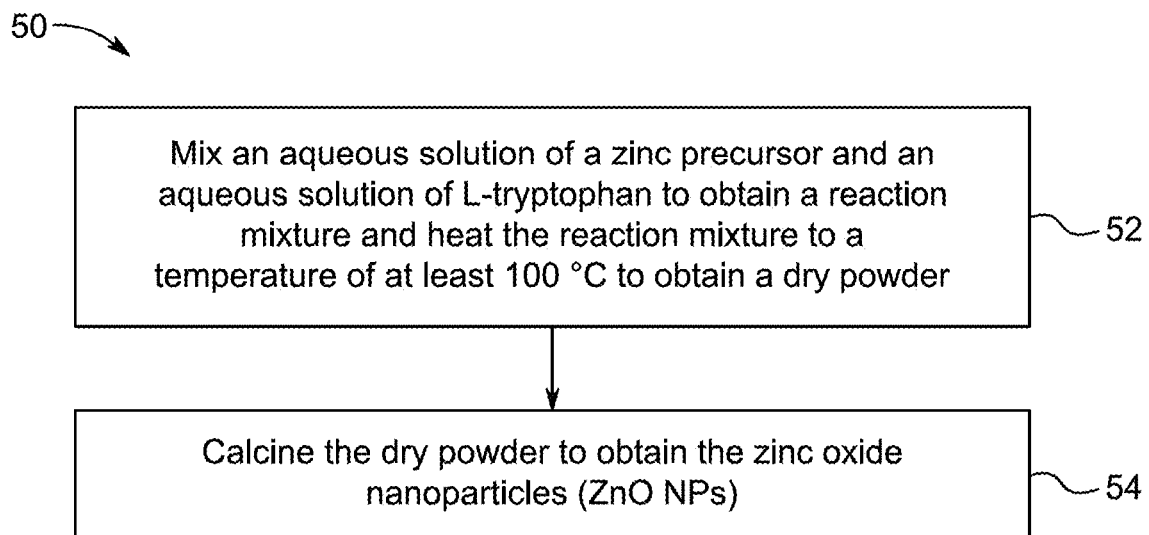 50
Mix an aqueous solution of a zinc precursor and an
aqueous solution of L-tryptophan to obtain a reaction
mixture and heat the reaction mixture to a
temperature of at least 100 °C to obtain a dry powder
52
Calcine the dry powder to obtain the zinc oxide
nanoparticles (ZnO NPs)
54